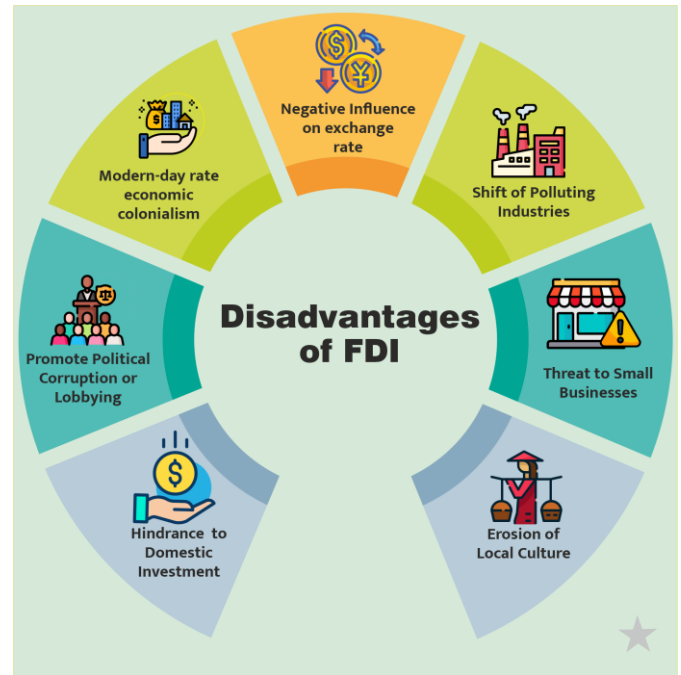 Disadvantages
of FDI
Hindrance to
Domestic
Investment
Promote Political
Corruption or
Lobbying
Modern-day rate
economic
colonialism
Negative Influence
on exchange
rate
Shift of Polluting
Industries
Threat to Small
Businesses
Erosion of
Local Culture